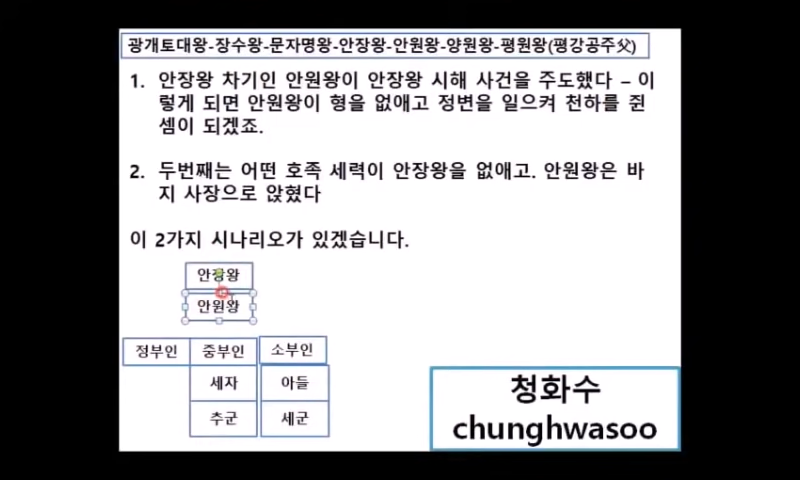 광개토대왕-장수왕-문자명왕-안장왕-안원왕-양원왕-평원왕(평강공주父)
1. 안장왕 차기인 안원왕이 안장왕 시해 사건을 주도했다 – 이
렇게 되면 안원왕이 형을 없애고 정변을 일으켜 천하를 쥔
셈이 되겠죠.
2. 두번째는 어떤 호족 세력이 안장왕을 없애고. 안원왕은 바
지 사장으로 앉혔다
이 2가지 시나리오가 있겠습니다.
안장왕
안원왕
정부인 중부인 소부인
세자 아들
추군 세군
청화수
chunghwasoo